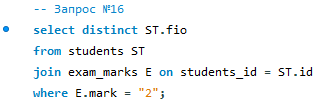 -- Запрос №16
select distinct ST.fio
from students ST
join exam_marks E on students_id = ST.id
where E.mark = "2";